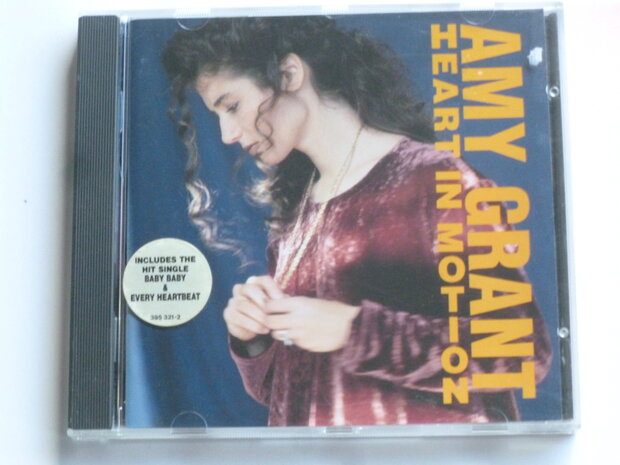 AMY GRANT
HEART IN MOTION
INCLUDES THE
HIT SINGLE
BABY BABY
&
EVERY HEARTBEAT
395 321-2